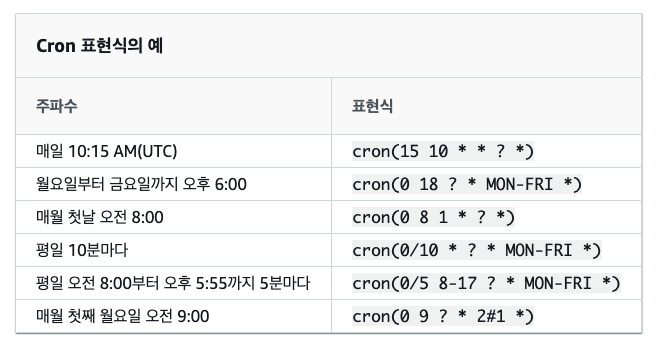 Cron 표현식의 예
주파수 표현식
매일 10:15 AM(UTC) cron(15 10 * * ? *)
월요일부터 금요일까지 오후 6:00 cron(0 18 ? * MON-FRI *)
매월 첫날 오전 8:00 cron(0 8 1 * ? *)
평일 10분마다 cron(0/10 * ? * MON-FRI *)
평일 오전 8:00부터 오후 5:55까지 5분마다 cron(0/5 8-17 ? * MON-FRI *)
매월 첫째 월요일 오전 9:00 cron(0 9 ? * 2#1 *)